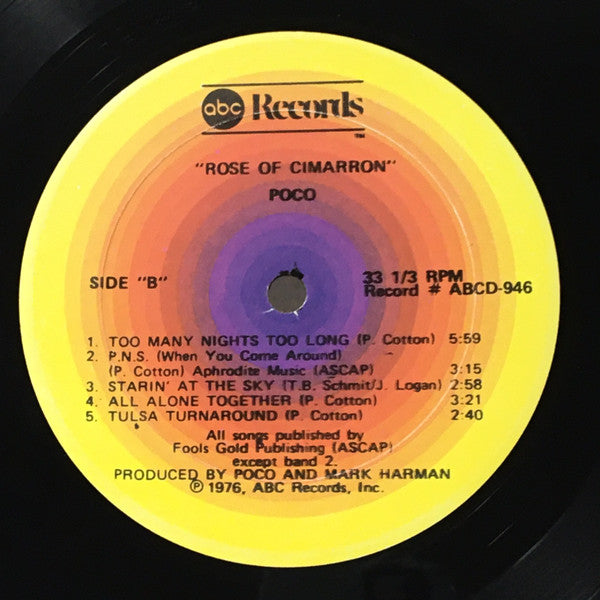 abc Records
TM
"ROSE OF CIMARRON"
POCO
SIDE "B"
33 1/3 RPM
Record # ABCD-946
1. TOO MANY NIGHTS TOO LONG (P. Cotton) 5:59
2. P.N.S. (When You Come Around)
(P. Cotton) Aphrodite Music (ASCAP) 3:15
3. STARIN' AT THE SKY (T.B. Schmit/J. Logan) 2:58
4. ALL ALONE TOGETHER (P. Cotton) 3:21
5. TULSA TURNAROUND (P. Cotton) 2:40
All songs published by
Fools Gold Publishing (ASCAP)
except band 2.
PRODUCED BY POCO AND MARK HARMAN
℗ 1976, ABC Records, Inc.